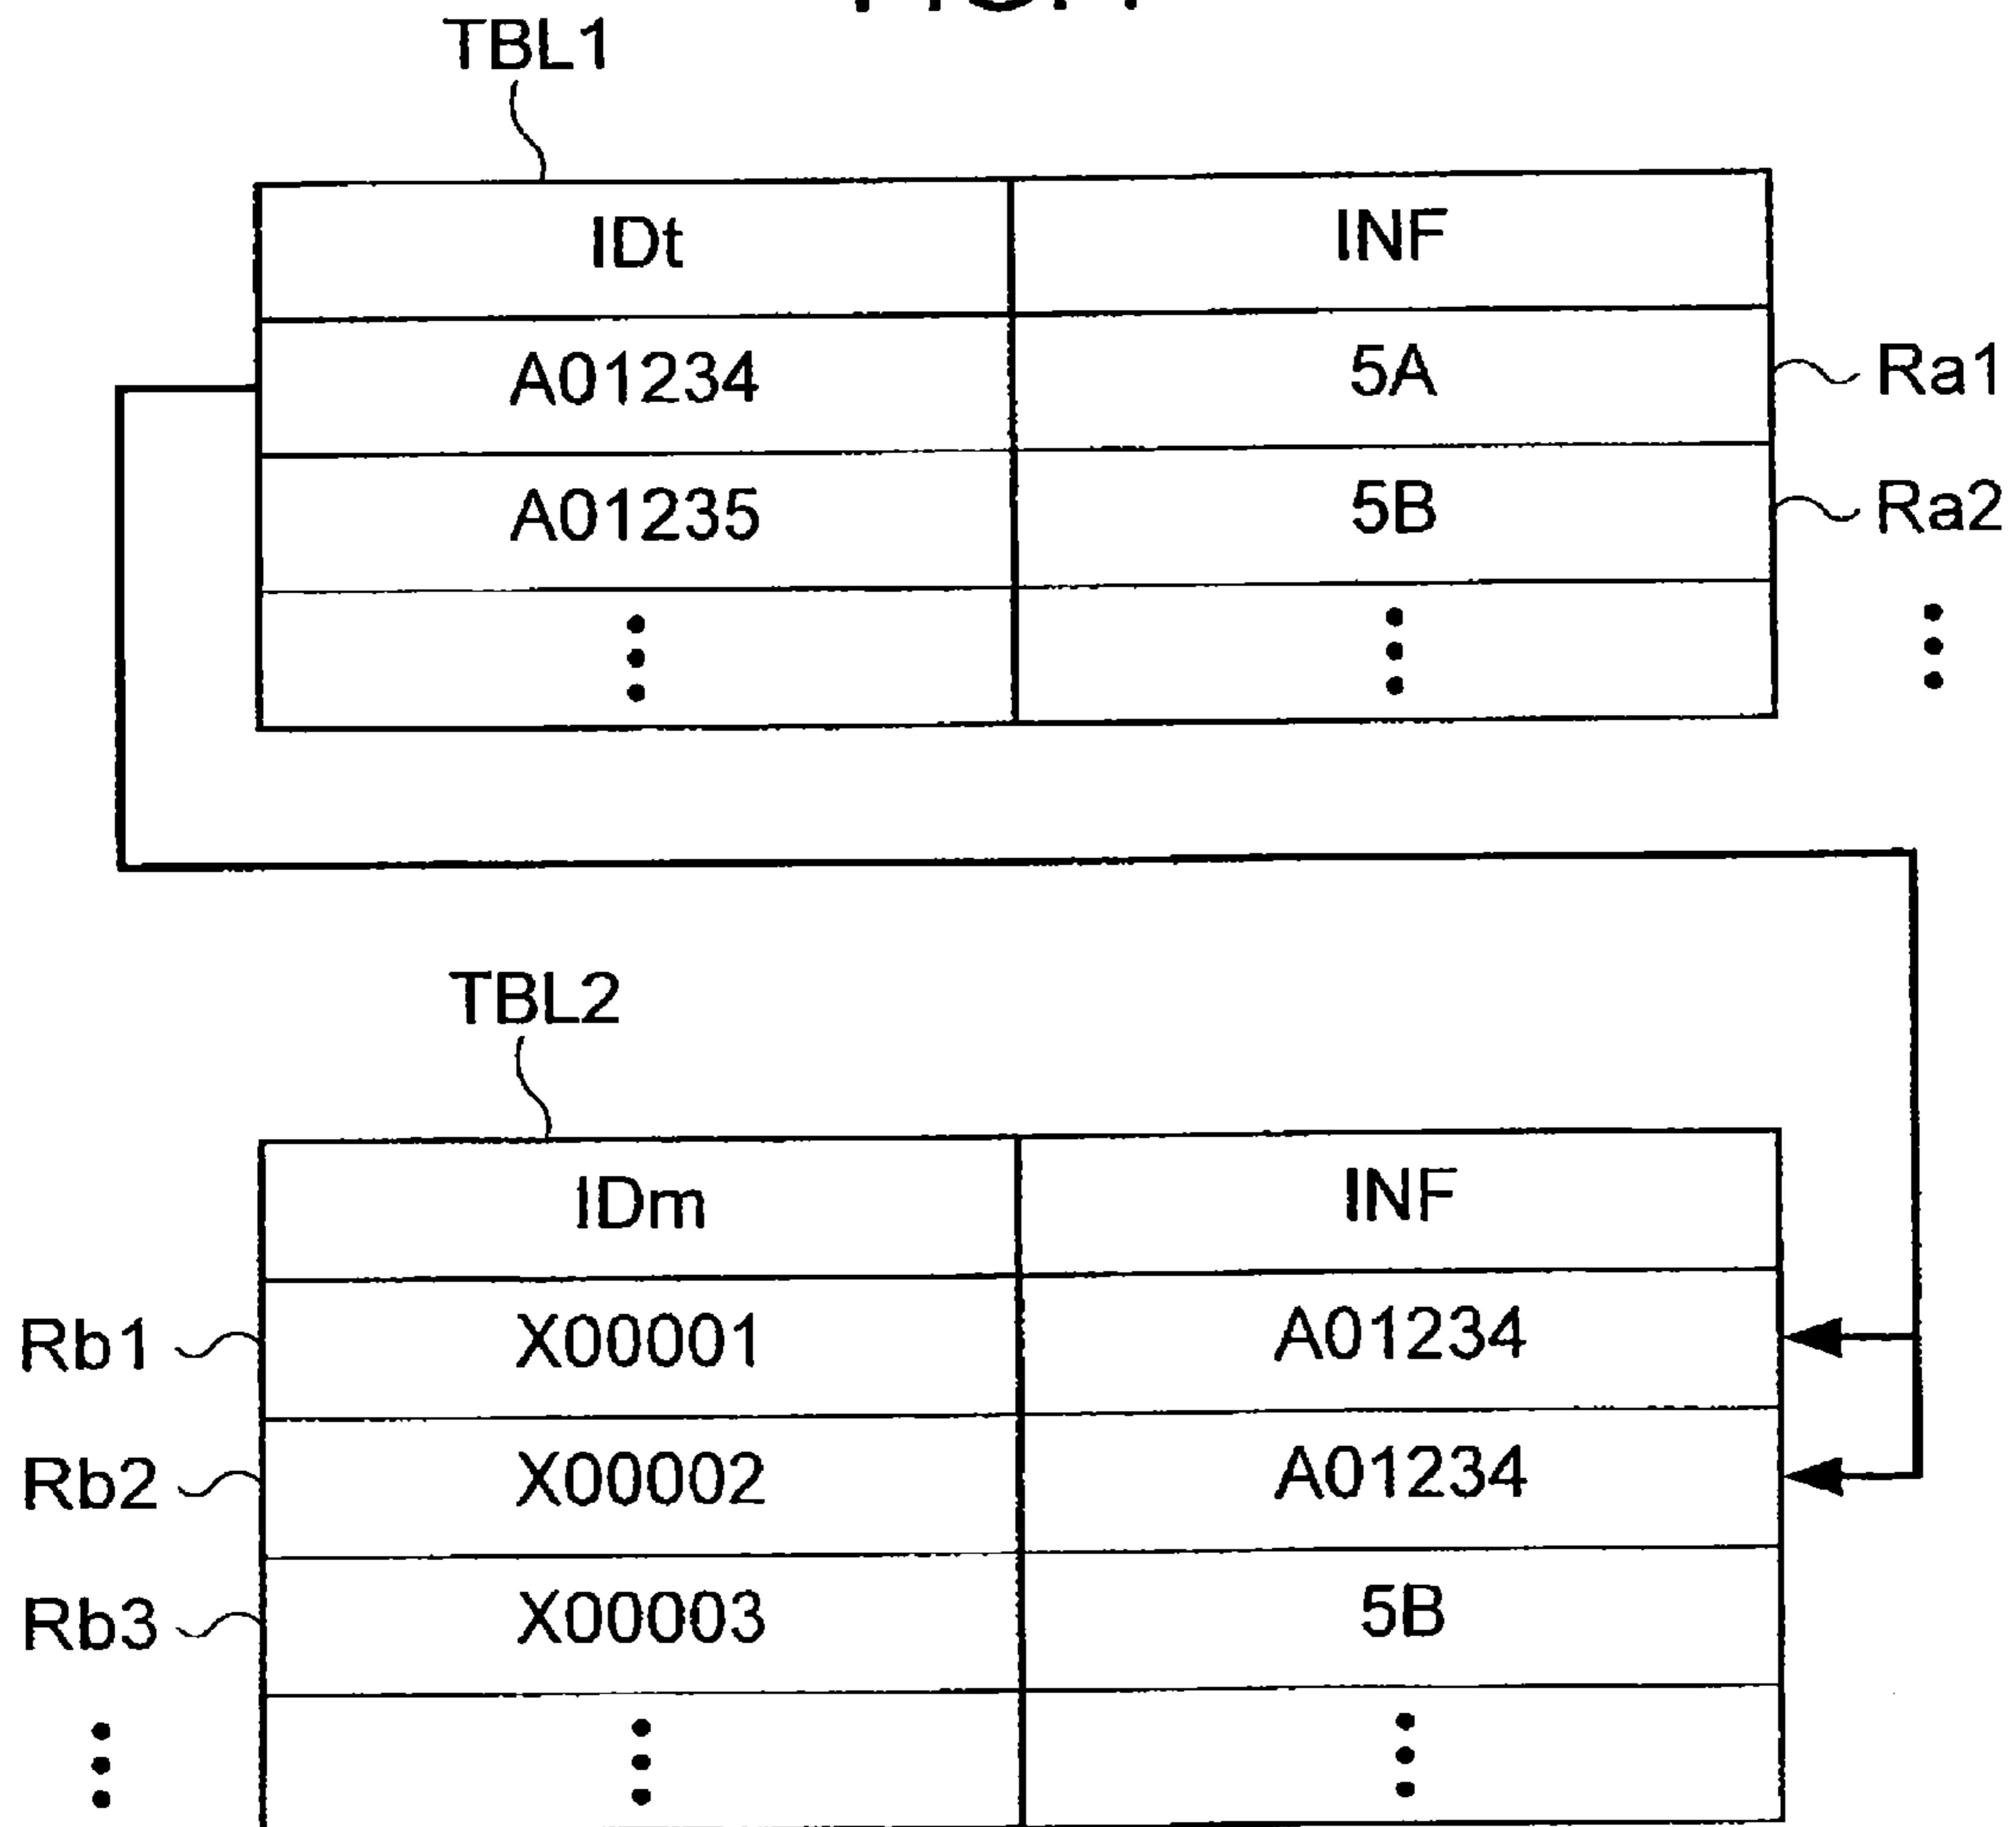 TBL1
IDt INF
A01234 5A Ra1
A01235 5B Ra2
TBL2
IDm INF
Rb1 X00001 A01234
Rb2 X00002 A01234
Rb3 X00003 5B